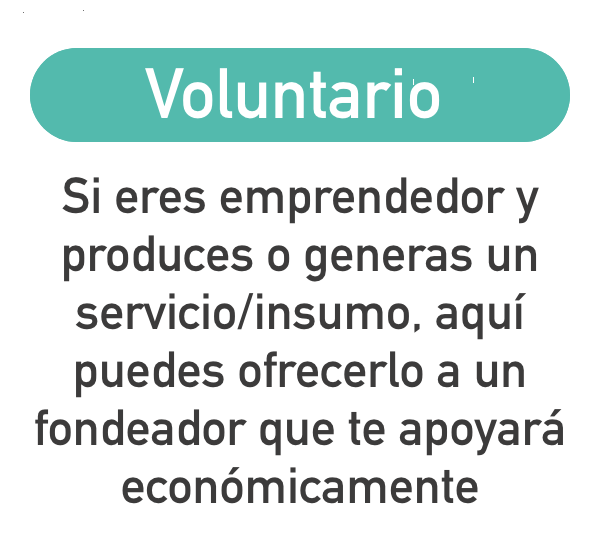 Voluntario
Si eres emprendedor y
produces o generas un
servicio/insumo, aquí
puedes ofrecerlo a un
fondeador que te apoyará
económicamente